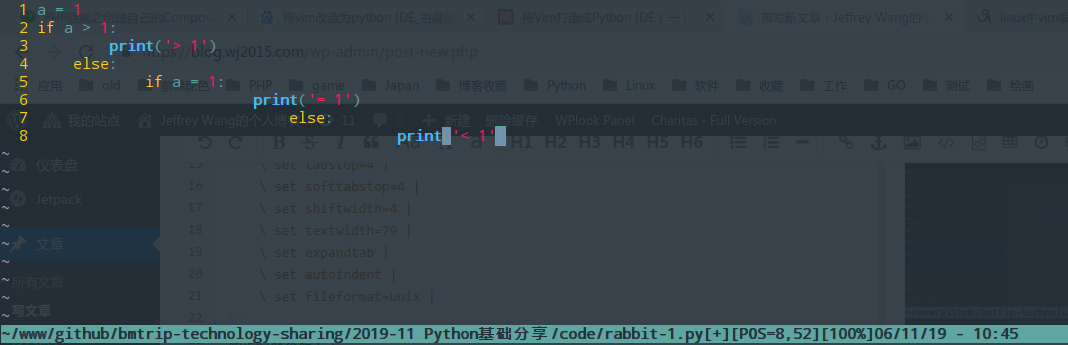 1 a = 1
2 if a > 1:
3         print('> 1')
4     else:
5             if a = 1:
6                         print('= 1')
7                             else:
8                                         print('< 1')
~
~
~
~
~
~
~
~
~
~
将vim改造为python IDE_百度
将Vim打造成Python IDE (一)
撰写新文章‹ Jeffrey Wang的个
linux中vim
blog.wj2015.com/wp-admin/post-new.php
应用 old PHP game Japan 博客收藏 Python Linux 软件 收藏 工作 GO 测试 绘画
我的站点 Jeffrey Wang的个人博 11 0 新建 删除缓存 WPlook Panel Charitas - Full Version
H1 H2 H3 H4 H5 H6
仪表盘
Jetpack
文章
所有文章
写文章
15 \ set tabstop=4 |
16 \ set softtabstop=4 |
17 \ set shiftwidth=4 |
18 \ set textwidth=79 |
19 \ set expandtab |
20 \ set autoindent |
21 \ set fileformat=unix |
22 ```
~/www/github/bmtrip-technology-sharing/2019-11 Python基础分享/code/rabbit-1.py[+][POS=8,52][100%]06/11/19 - 10:45